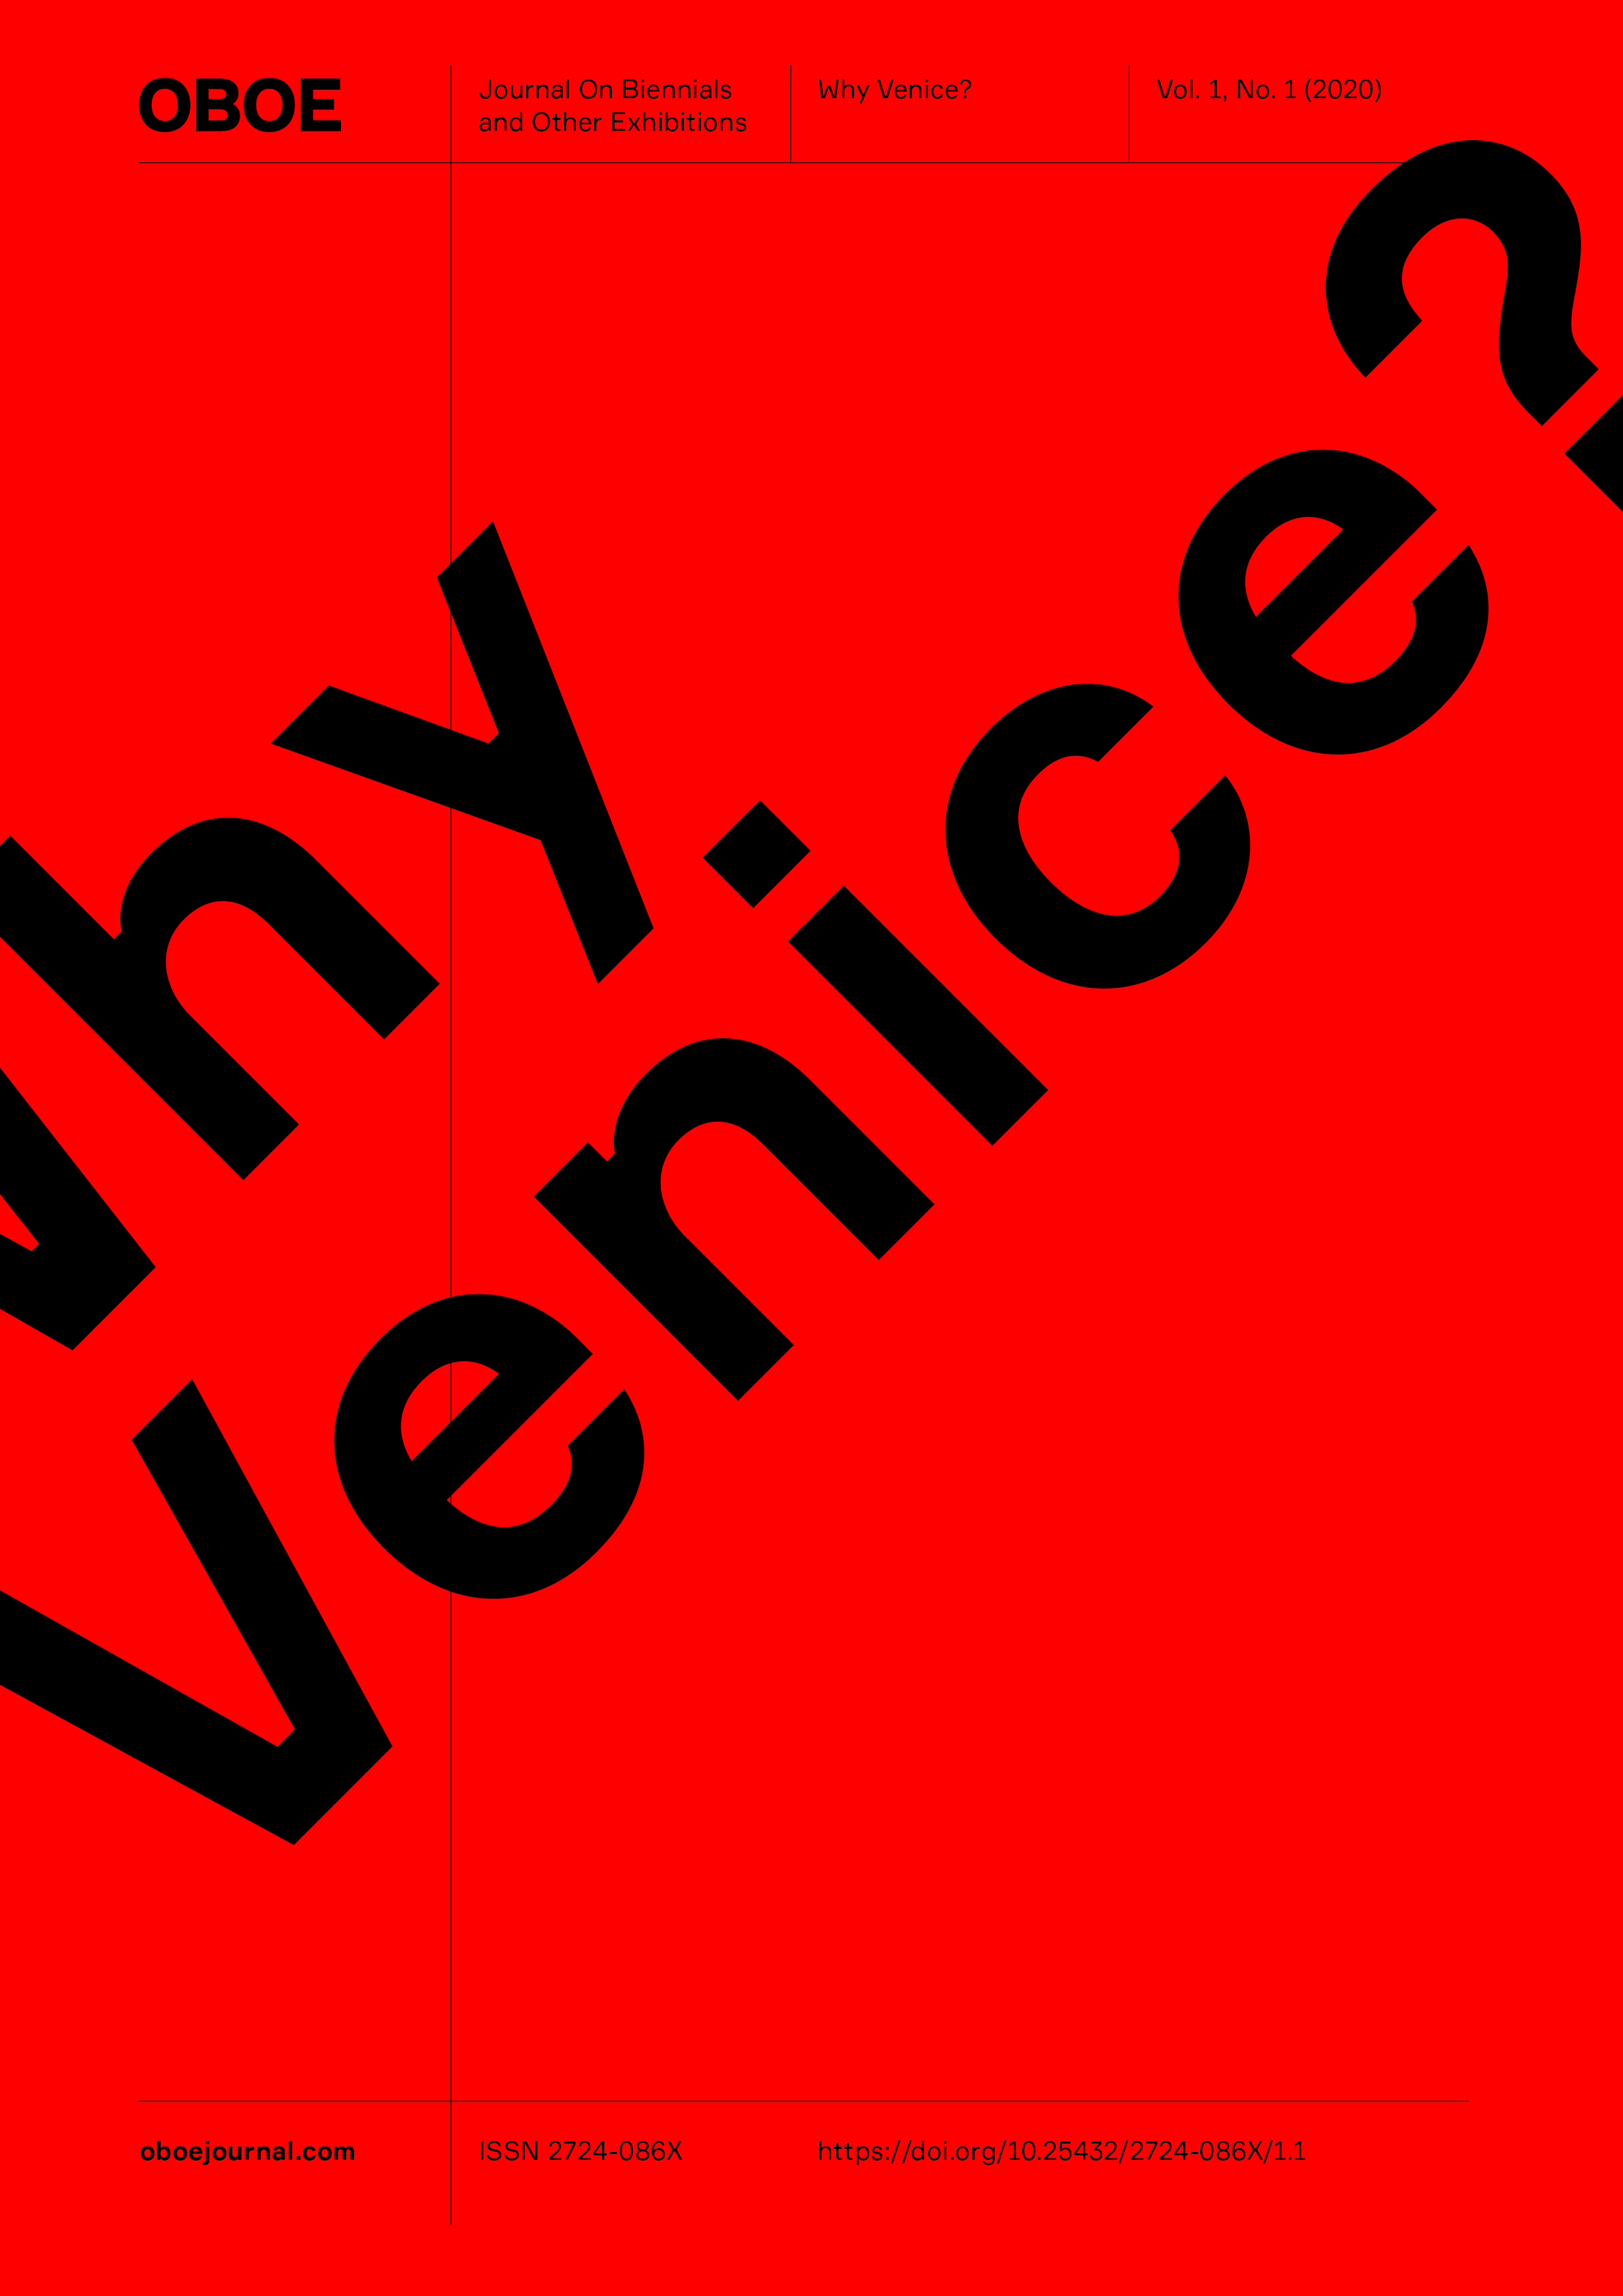 OBOE
Journal On Biennials
and Other Exhibitions
Why Venice?
Vol. 1, No. 1 (2020)
Why
Venice?
oboejournal.com
ISSN 2724-086X
https://doi.org/10.25432/2724-086X/1.1